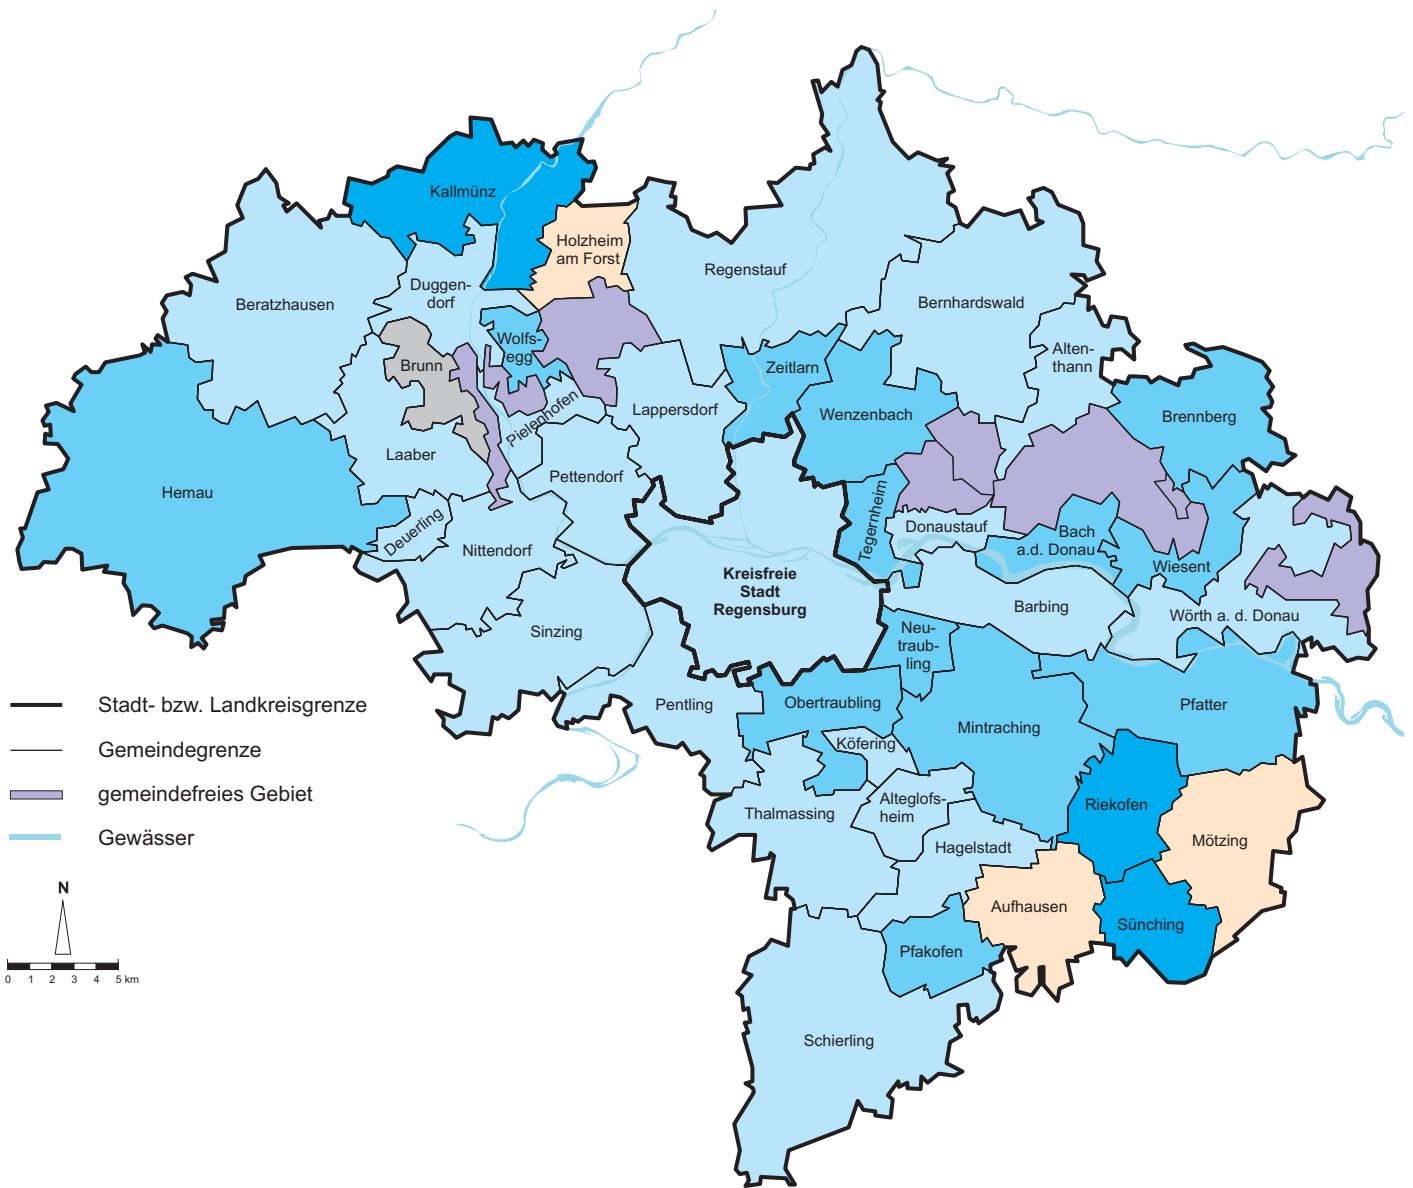 Kallmünz
Holzheim
am Forst
Regenstauf
Duggen-
dorf
Beratzhausen
Bernhardswald
Wolfs-
egg
Alten-
thann
Brunn
Zeitlarn
Pielenhofen
Lappersdorf
Wenzenbach
Brennberg
Laaber
Pettendorf
Hemau
Tegernheim
Deuerling
Donaustauf
Bach
a.d. Donau
Nittendorf
Wiesent
Kreisfreie
Stadt
Regensburg
Barbing
Wörth a. d. Donau
Sinzing
Neu-
traub-
ling
Pentling
Obertraubling
Mintraching
Pfatter
Köfering
Thalmassing
Alteglofs-
heim
Riekofen
Hagelstadt
Mötzing
Aufhausen
Sünching
Pfakofen
Schierling
Stadt- bzw. Landkreisgrenze
Gemeindegrenze
gemeindefreies Gebiet
Gewässer
N
0 1 2 3 4 5 km